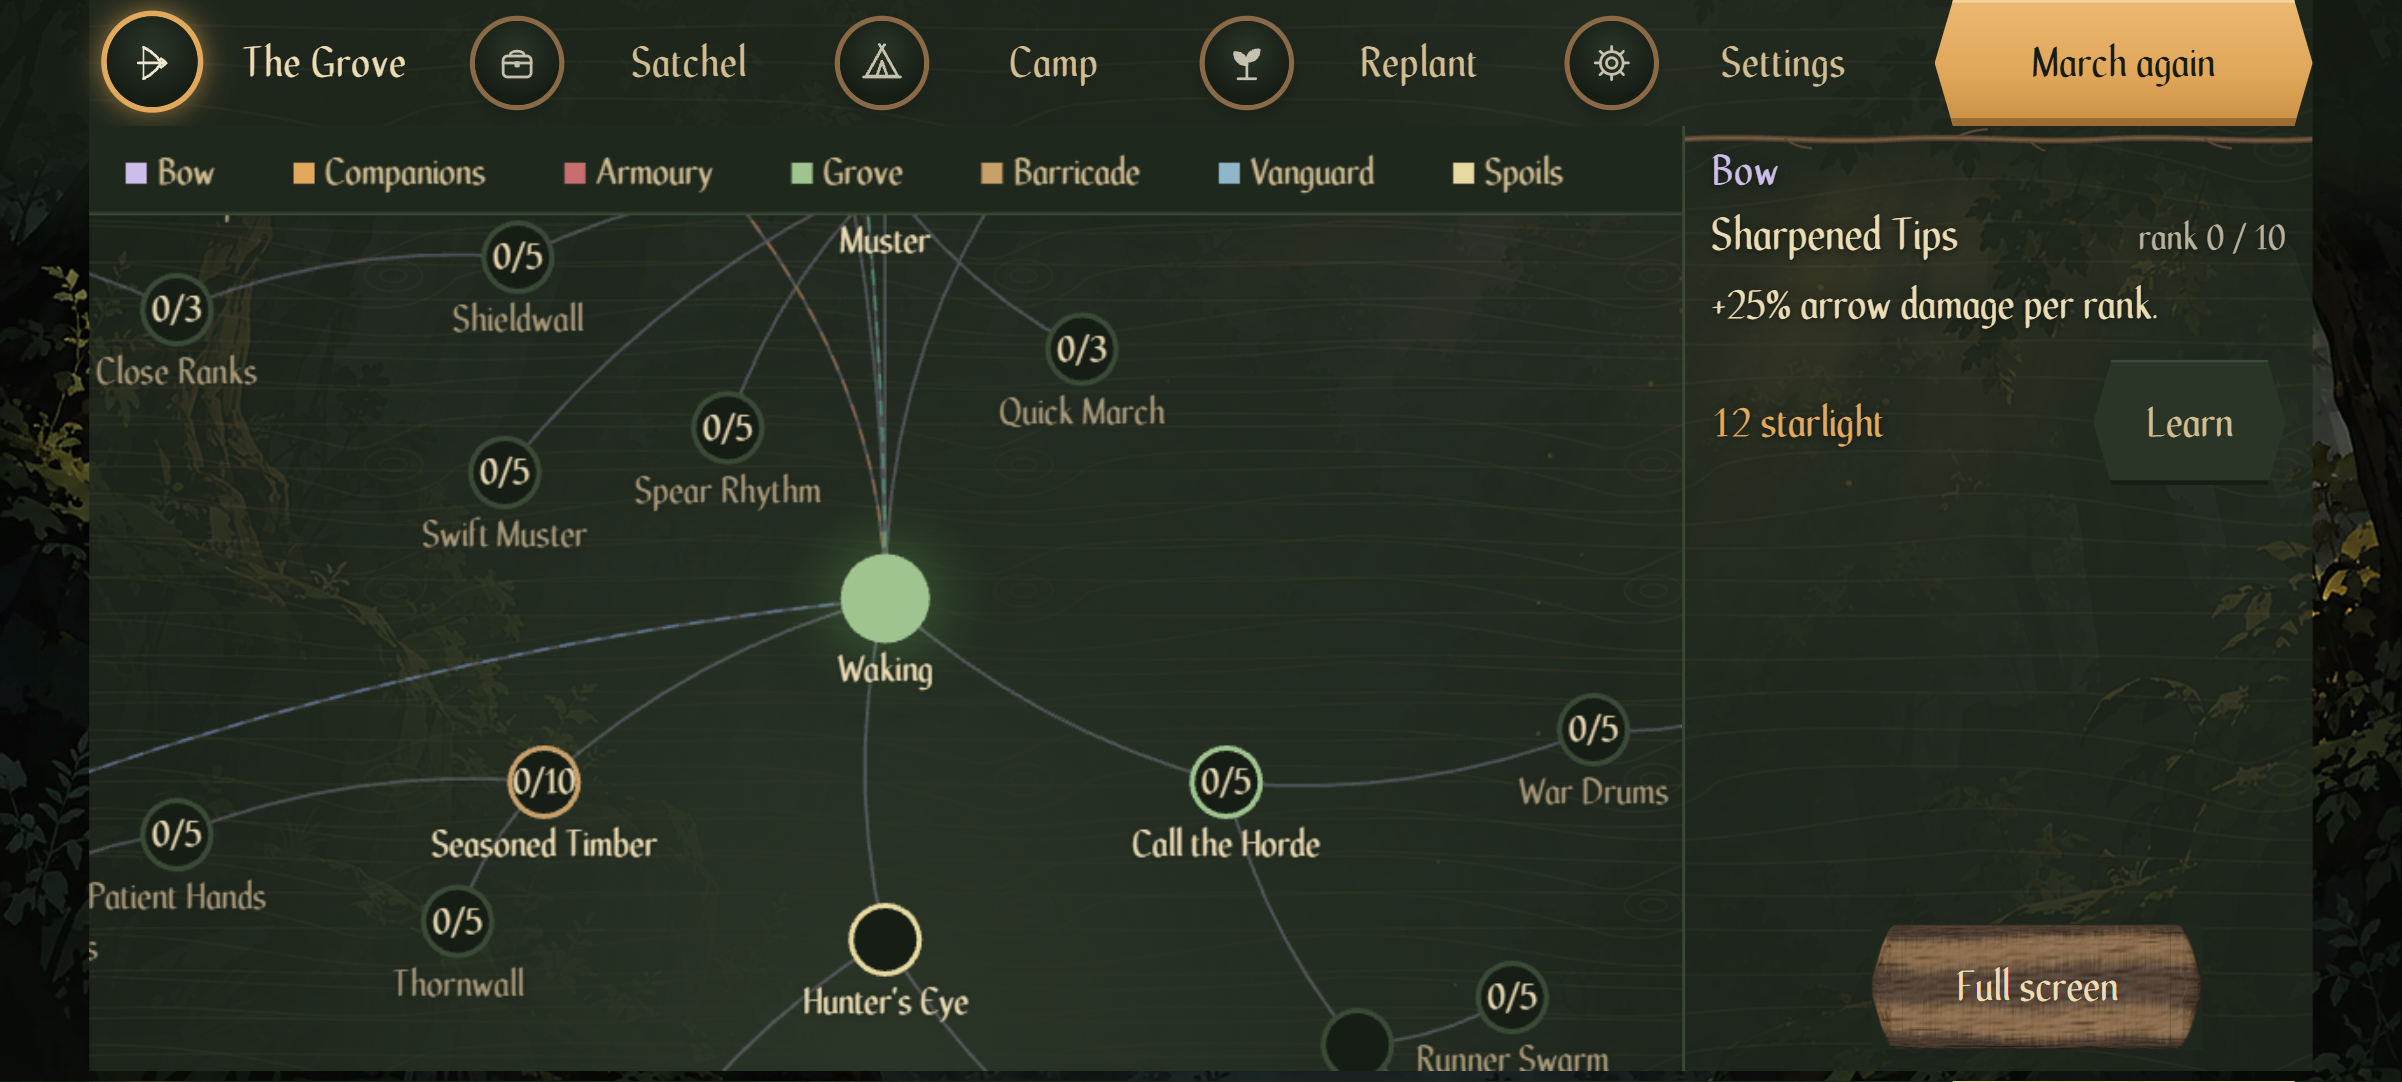 The Grove
Satchel
Camp
Replant
Settings
March again
Bow
Companions
Armoury
Grove
Barricade
Vanguard
Spoils
Muster
0/5
Shieldwall
0/3
Close Ranks
0/3
Quick March
0/5
Spear Rhythm
0/5
Swift Muster
Waking
0/10
Seasoned Timber
0/5
Call the Horde
0/5
War Drums
0/5
Patient Hands
s
0/5
Thornwall
Hunter's Eye
0/5
Runner Swarm
Bow
Sharpened Tips
rank 0 / 10
+25% arrow damage per rank.
12 starlight
Learn
Full screen